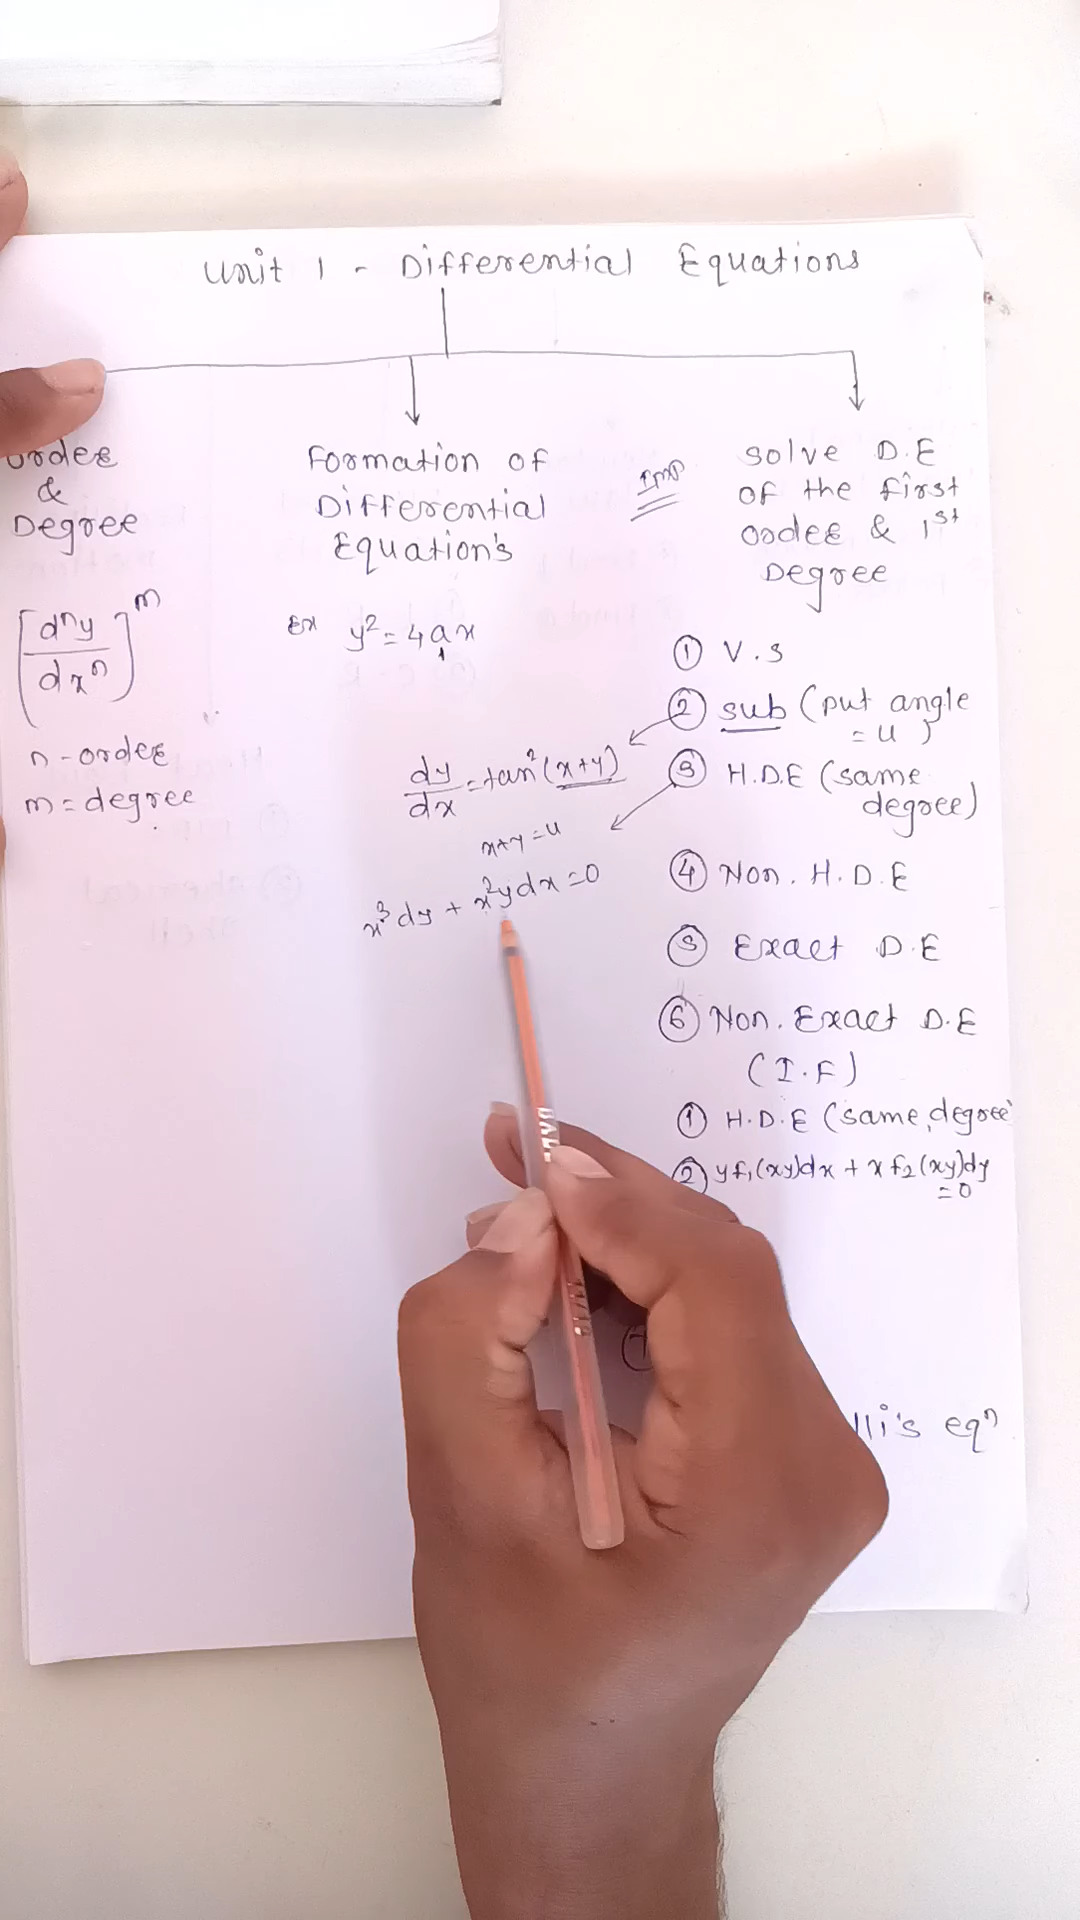 Unit 1 - Differential Equations
order
&
Degree
[dⁿy/dxⁿ]ᵐ
n - order
m = degree
Formation of
Differential
Equation's
Ex y² = 4ax
IMP
solve D.E
of the first
order & 1st
Degree
① V.S
② sub (put angle
= u)
dy/dx = tan²(x+y)
x+y = u
③ H.D.E (same
degree)
x³dy + x²ydx = 0
④ Non. H.D.E
⑤ Exact D.E
⑥ Non. Exact D.E
(I.F)
① H.D.E (same, degree
② yf₁(xy)dx + xf₂(xy)dy
= 0
lli's eqⁿ